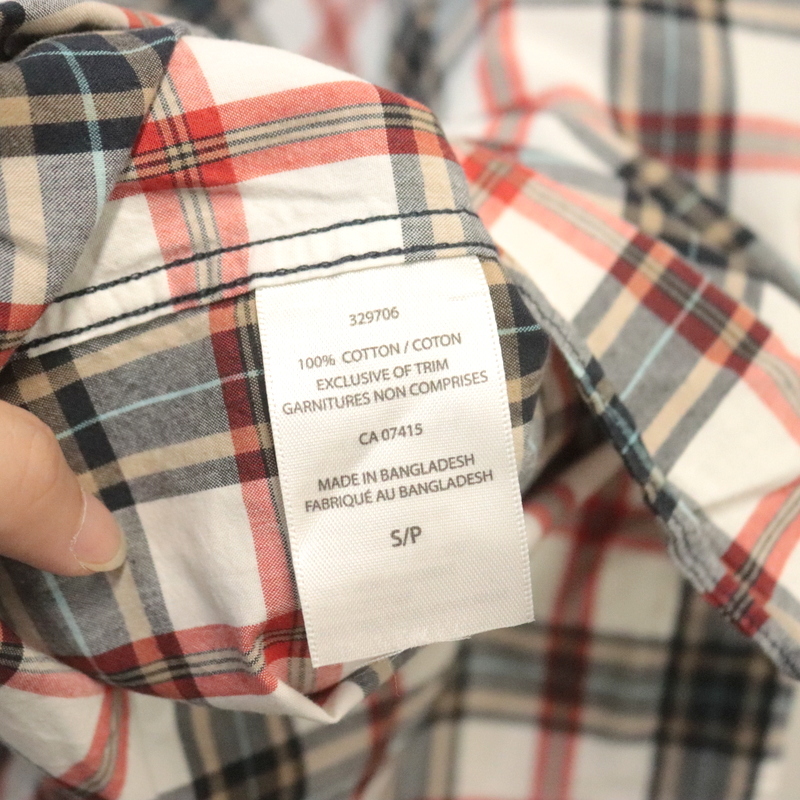 329706
100% COTTON / COTON
EXCLUSIVE OF TRIM
GARNITURES NON COMPRISES
CA 07415
MADE IN BANGLADESH
FABRIQUÉ AU BANGLADESH
S/P